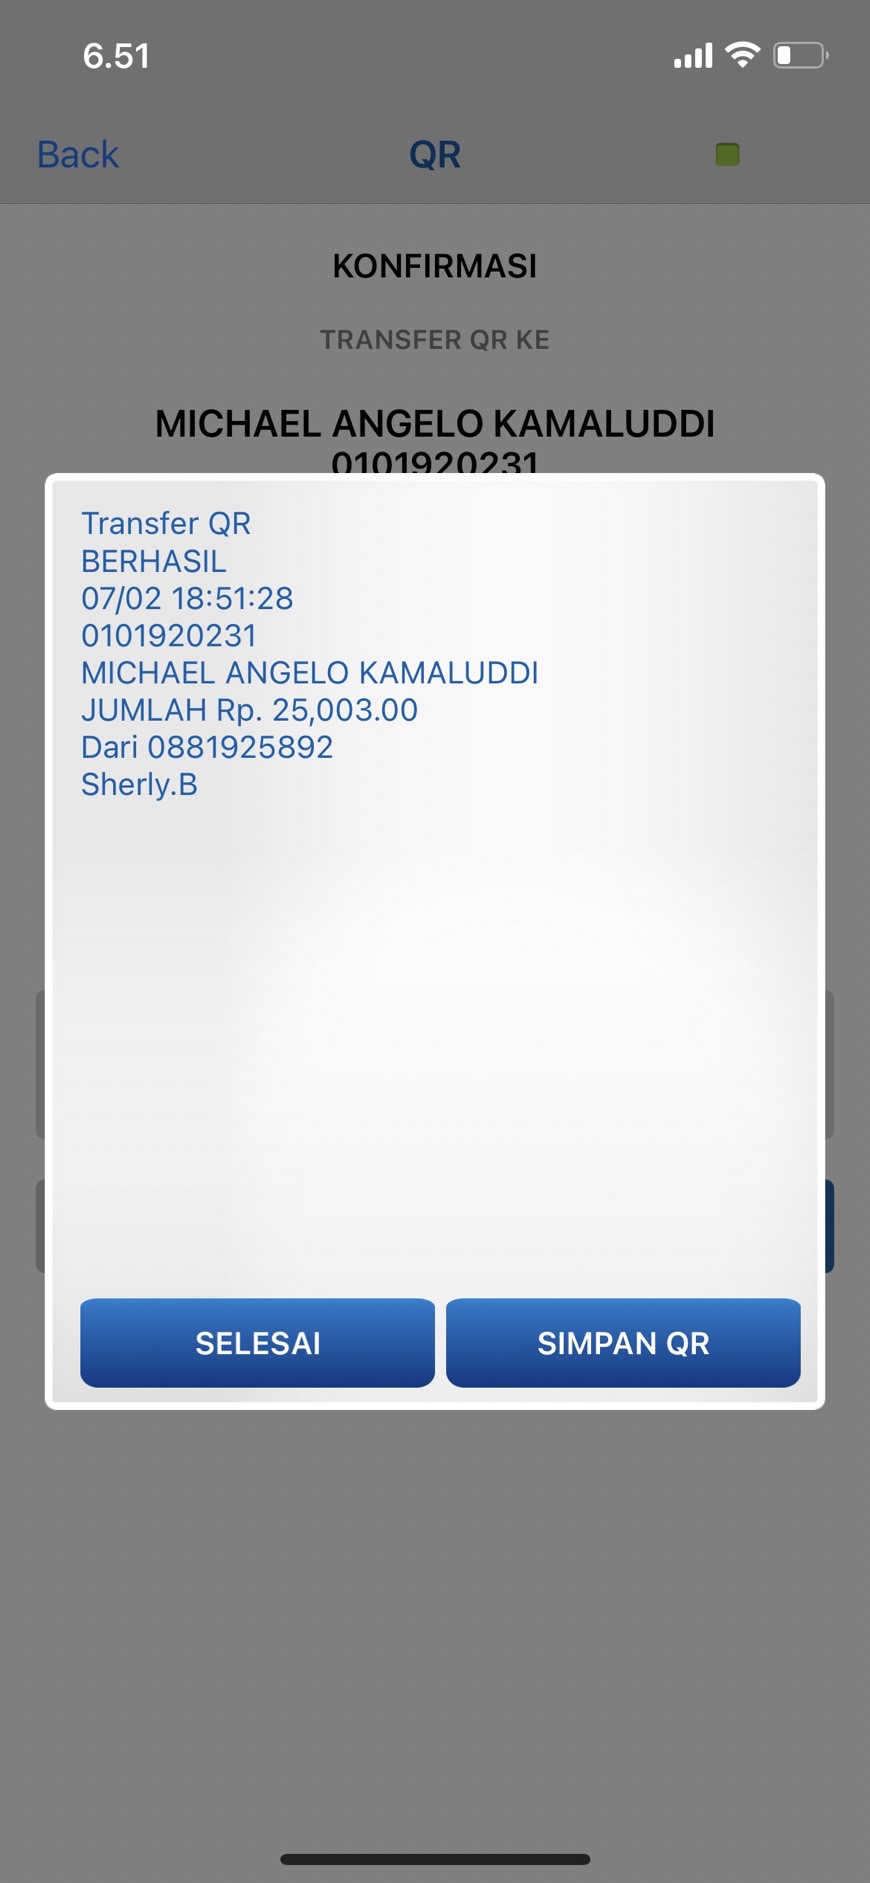 6.51
Back
QR
KONFIRMASI
TRANSFER QR KE
MICHAEL ANGELO KAMALUDDI
0101920231
Transfer QR
BERHASIL
07/02 18:51:28
0101920231
MICHAEL ANGELO KAMALUDDI
JUMLAH Rp. 25,003.00
Dari 0881925892
Sherly.B
SELESAI
SIMPAN QR